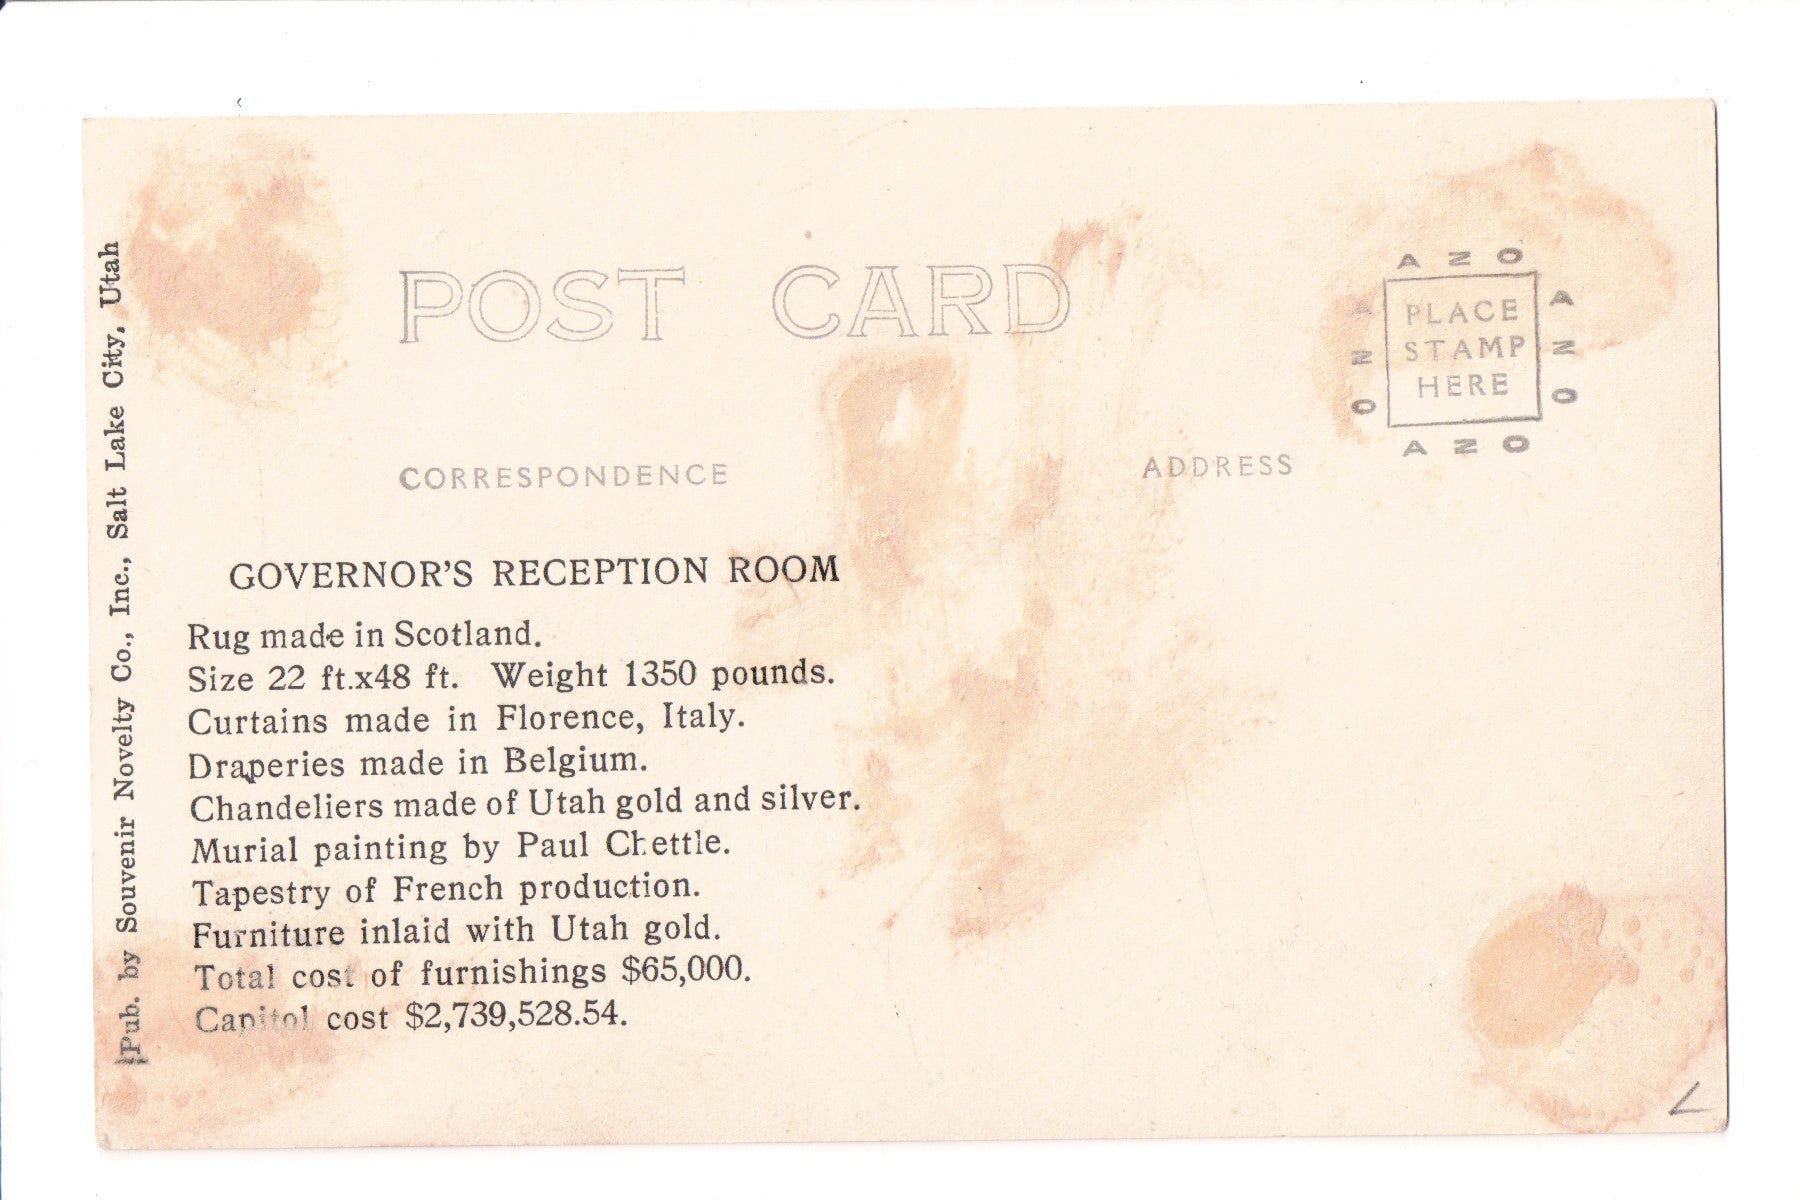 POST CARD
AZO
AZO
AZO
AZO
PLACE
STAMP
HERE
CORRESPONDENCE
ADDRESS
Pub. by Souvenir Novelty Co., Inc., Salt Lake City, Utah
GOVERNOR'S RECEPTION ROOM
Rug made in Scotland.
Size 22 ft.x48 ft. Weight 1350 pounds.
Curtains made in Florence, Italy.
Draperies made in Belgium.
Chandeliers made of Utah gold and silver.
Murial painting by Paul Chettle.
Tapestry of French production.
Furniture inlaid with Utah gold.
Total cost of furnishings $65,000.
Capitol cost $2,739,528.54.